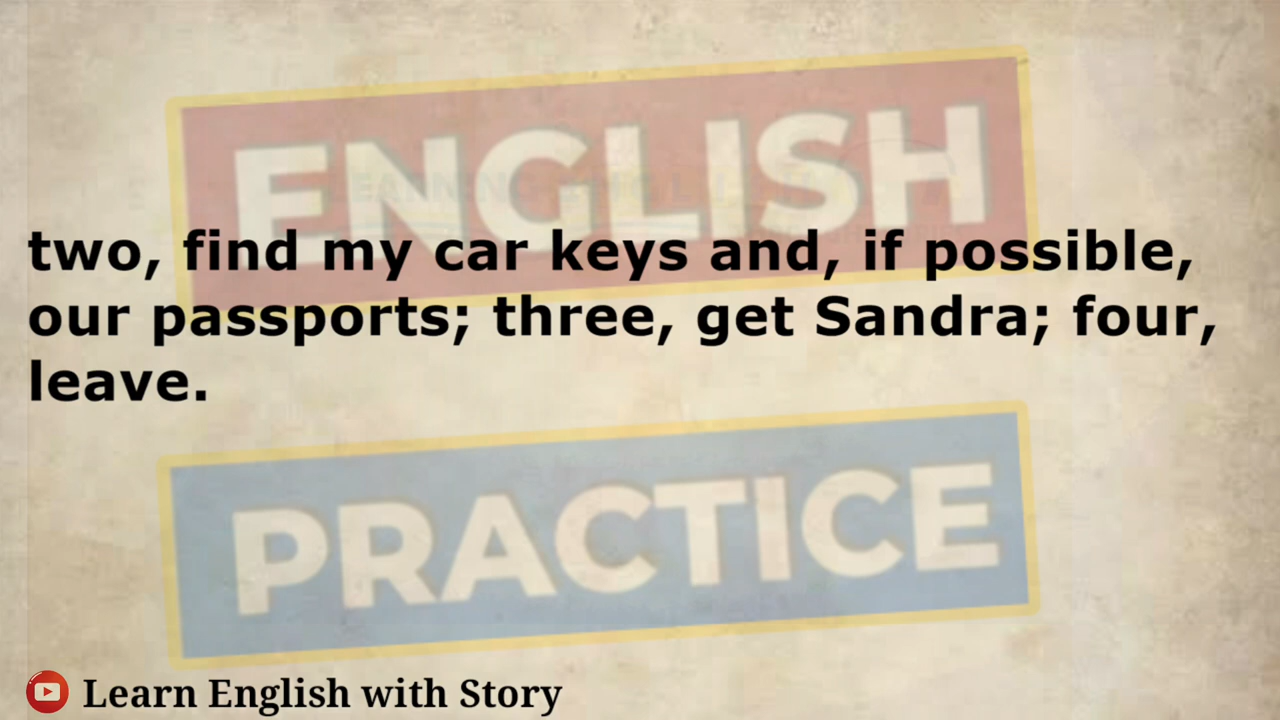 ENGLISH
two, find my car keys and, if possible,
our passports; three, get Sandra; four,
leave.
PRACTICE
Learn English with Story